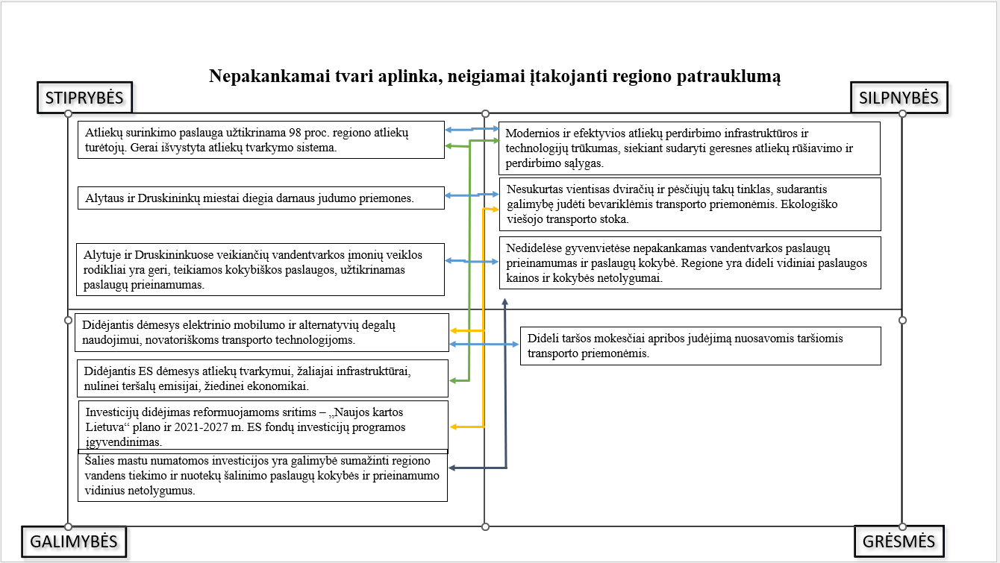 Nepakankamai tvari aplinka, neigiamai įtakojanti regiono patrauklumą
STIPRYBĖS
SILPNYBĖS
Atliekų surinkimo paslauga užtikrinama 98 proc. regiono atliekų
turėtojų. Gerai išvystyta atliekų tvarkymo sistema.
Modernios ir efektyvios atliekų perdirbimo infrastruktūros ir
technologijų trūkumas, siekiant sudaryti geresnes atliekų rūšiavimo ir
perdirbimo sąlygas.
Alytaus ir Druskininkų miestai diegia darnaus judumo priemones.
Nesukurtas vientisas dviračių ir pėsčiųjų takų tinklas, sudarantis
galimybę judėti bevariklėmis transporto priemonėmis. Ekologiško
viešojo transporto stoka.
Alytuje ir Druskininkuose veikiančių vandentvarkos įmonių veiklos
rodikliai yra geri, teikiamos kokybiškos paslaugos, užtikrinamas
paslaugų prieinamumas.
Nedidelėse gyvenvietėse nepakankamas vandentvarkos paslaugų
prieinamumas ir paslaugų kokybė. Regione yra dideli vidiniai paslaugos
kainos ir kokybės netolygumai.
Didėjantis dėmesys elektrinio mobilumo ir alternatyvių degalų
naudojimui, novatoriškoms transporto technologijoms.
Dideli taršos mokesčiai apribos judėjimą nuosavomis taršiomis
transporto priemonėmis.
Didėjantis ES dėmesys atliekų tvarkymui, žaliajai infrastruktūrai,
nulinei teršalų emisijai, žiedinei ekonomikai.
Investicijų didėjimas reformuojamoms sritims – „Naujos kartos
Lietuva“ plano ir 2021-2027 m. ES fondų investicijų programos
įgyvendinimas.
Šalies mastu numatomos investicijos yra galimybė sumažinti regiono
vandens tiekimo ir nuotekų šalinimo paslaugų kokybės ir prieinamumo
vidinius netolygumus.
GALIMYBĖS
GRĖSMĖS